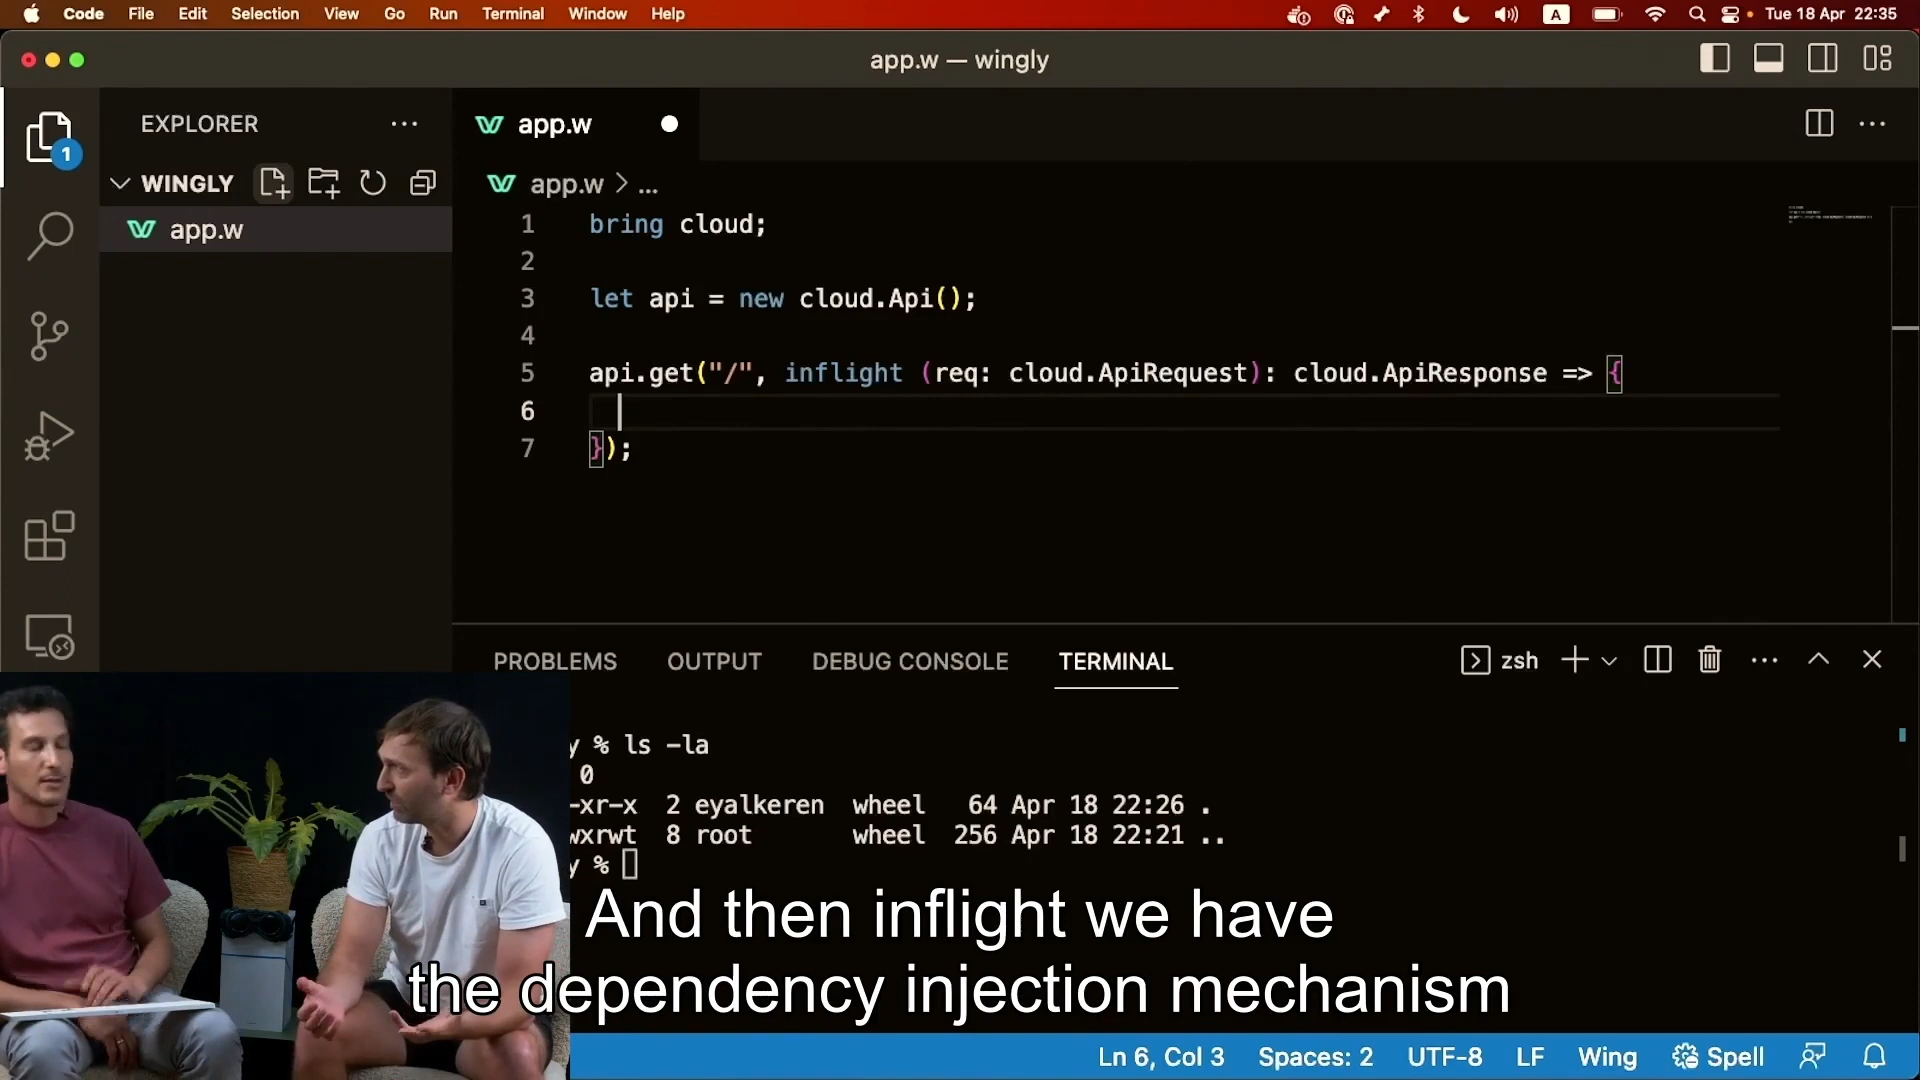 Code File Edit Selection View Go Run Terminal Window Help A Tue 18 Apr 22:35
app.w — wingly
EXPLORER ...
WINGLY
app.w
1
app.w
app.w > ...
1 bring cloud;
2
3 let api = new cloud.Api();
4
5 api.get("/", inflight (req: cloud.ApiRequest): cloud.ApiResponse => {
6
7 });
PROBLEMS OUTPUT DEBUG CONSOLE TERMINAL zsh
y % ls -la
0
-xr-x 2 eyalkeren wheel 64 Apr 18 22:26 .
wxrwt 8 root wheel 256 Apr 18 22:21 ..
y %
And then inflight we have
the dependency injection mechanism
Ln 6, Col 3 Spaces: 2 UTF-8 LF Wing Spell